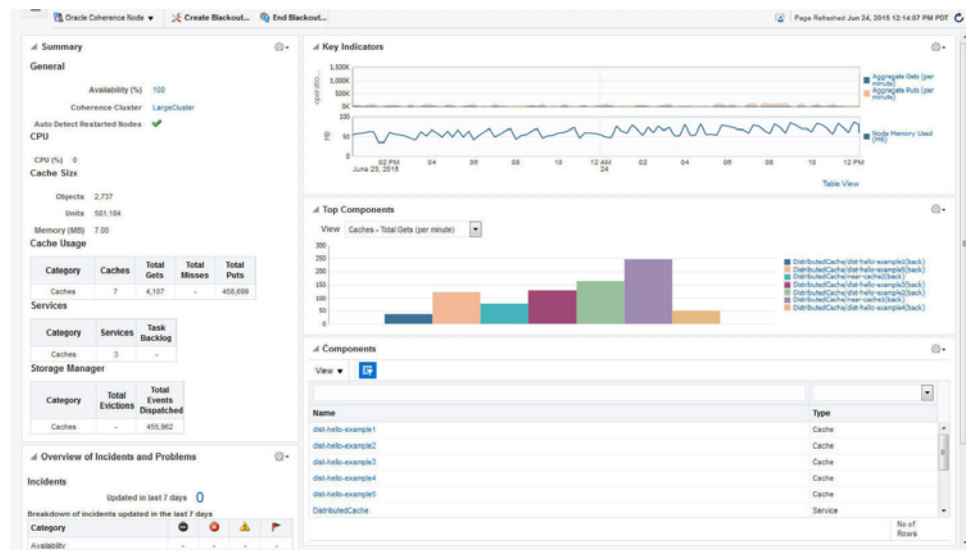 Oracle Coherence Node ▼ Create Blackout... End Blackout... Page Refreshed Jun 24, 2015 12:14:07 PM PDT
Summary
General
Availability (%) 100
Coherence Cluster LargeCluster
Auto Detect Restarted Nodes
CPU
CPU (%) 0
Cache Size
Objects 2,737
Units 581,184
Memory (MB) 7.00
Cache Usage
Category Caches Total Gets Total Misses Total Puts
Caches 7 4,107 - 458,699
Services
Category Services Task Backlog
Caches 3 -
Storage Manager
Category Total Evictions Total Events Dispatched
Caches - 455,962
Overview of Incidents and Problems
Incidents
Updated in last 7 days 0
Breakdown of incidents updated in the last 7 days
Category
Availability - - - -
Key Indicators
1,500K
1,000K
500K
0K
operatio...
Aggregate Gets (per minute)
Aggregate Puts (per minute)
100
50
0
MB
Node Memory Used (MB)
02 PM 04 06 08 10 12 AM 02 04 06 08 10 12 PM
June 23, 2015 24
Table View
Top Components
View Caches - Total Gets (per minute)
300
250
200
150
100
50
0
DistributedCache/dist-hello-example1(back)
DistributedCache/dist-hello-example5(back)
DistributedCache/near-cache2(back)
DistributedCache/dist-hello-example3(back)
DistributedCache/dist-hello-example2(back)
DistributedCache/near-cache1(back)
DistributedCache/dist-hello-example4(back)
Components
View ▼
Name Type
dist-hello-example1 Cache
dist-hello-example2 Cache
dist-hello-example3 Cache
dist-hello-example4 Cache
dist-hello-example5 Cache
DistributedCache Service
No of
Rows